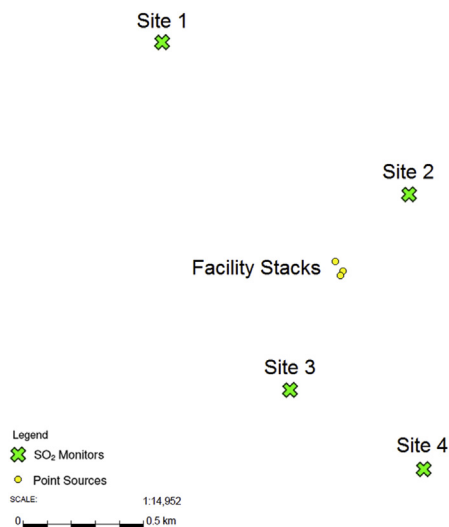 Site 1
Site 2
Facility Stacks
Site 3
Site 4
Legend
SO₂ Monitors
Point Sources
SCALE: 1:14,952
0 0.5 km